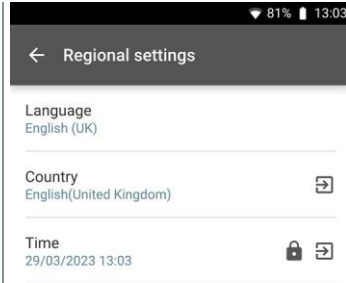 81% 13:03
Regional settings
Language
English (UK)
Country
English(United Kingdom)
Time
29/03/2023 13:03